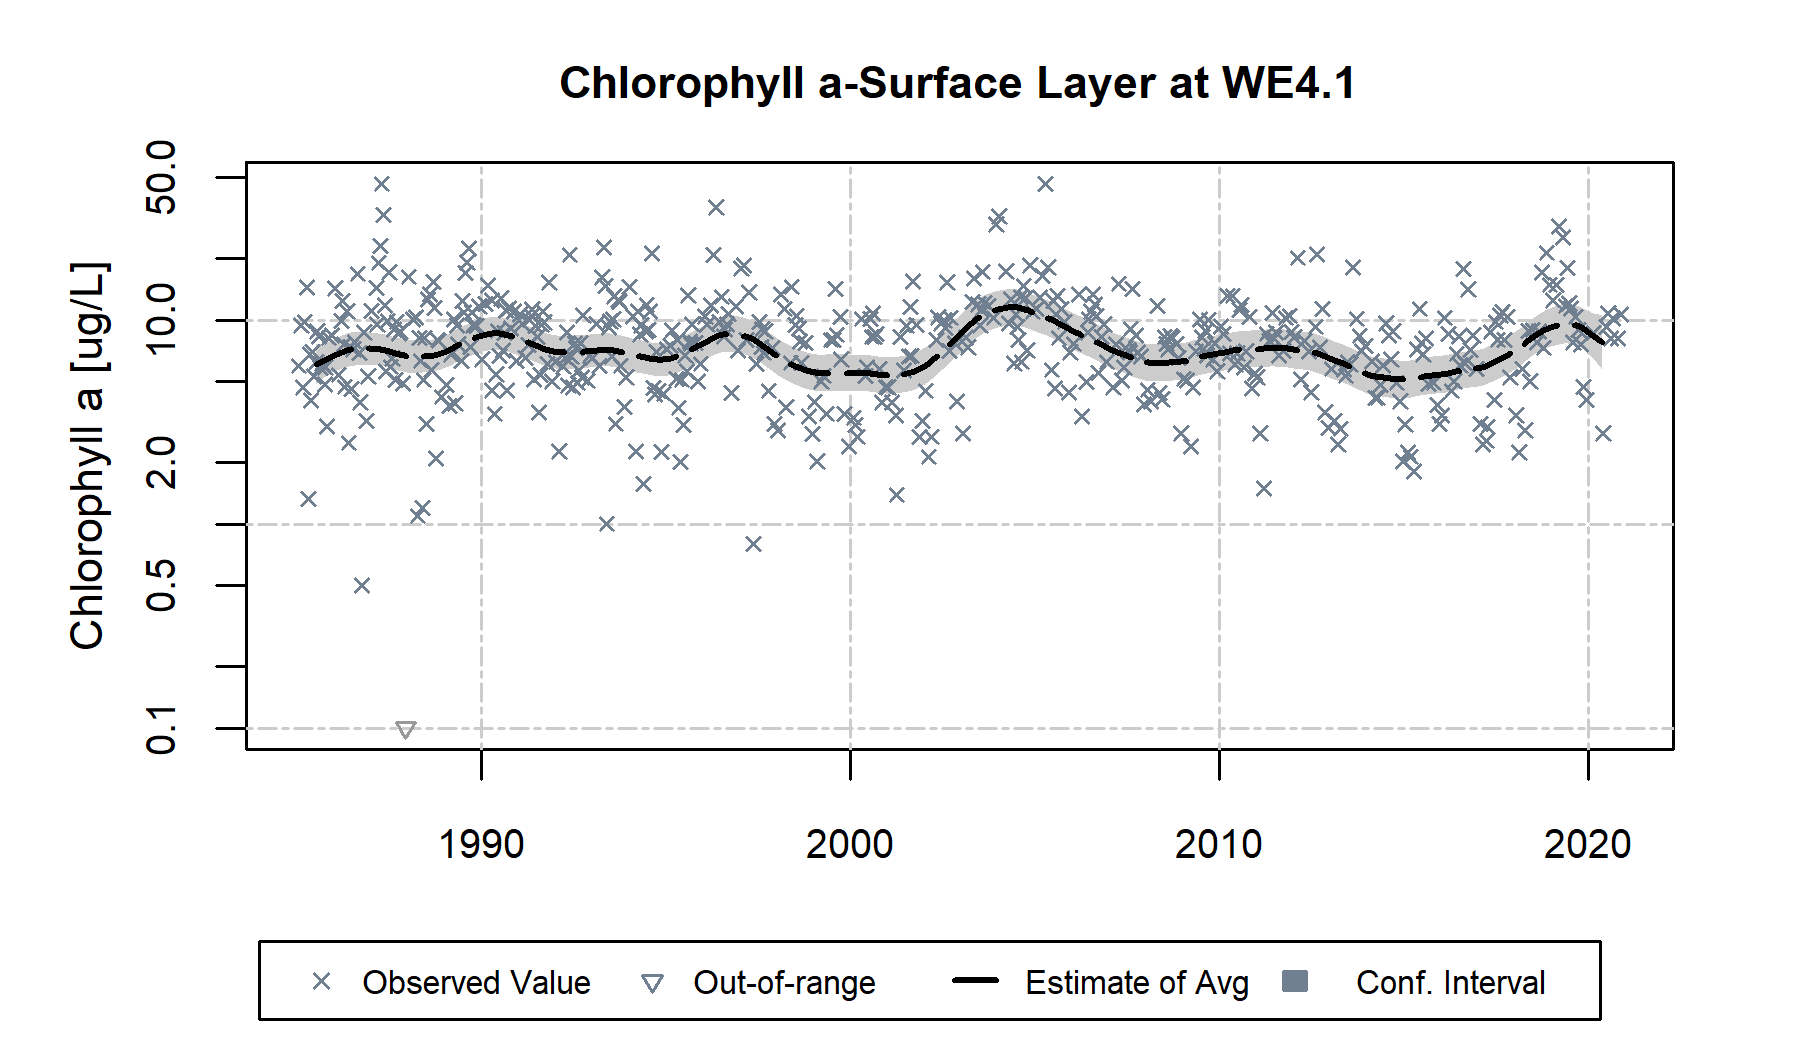 Chlorophyll a-Surface Layer at WE4.1
Chlorophyll a [ug/L]
50.0
10.0
2.0
0.5
0.1
1990 2000 2010 2020
Observed Value Out-of-range Estimate of Avg Conf. Interval